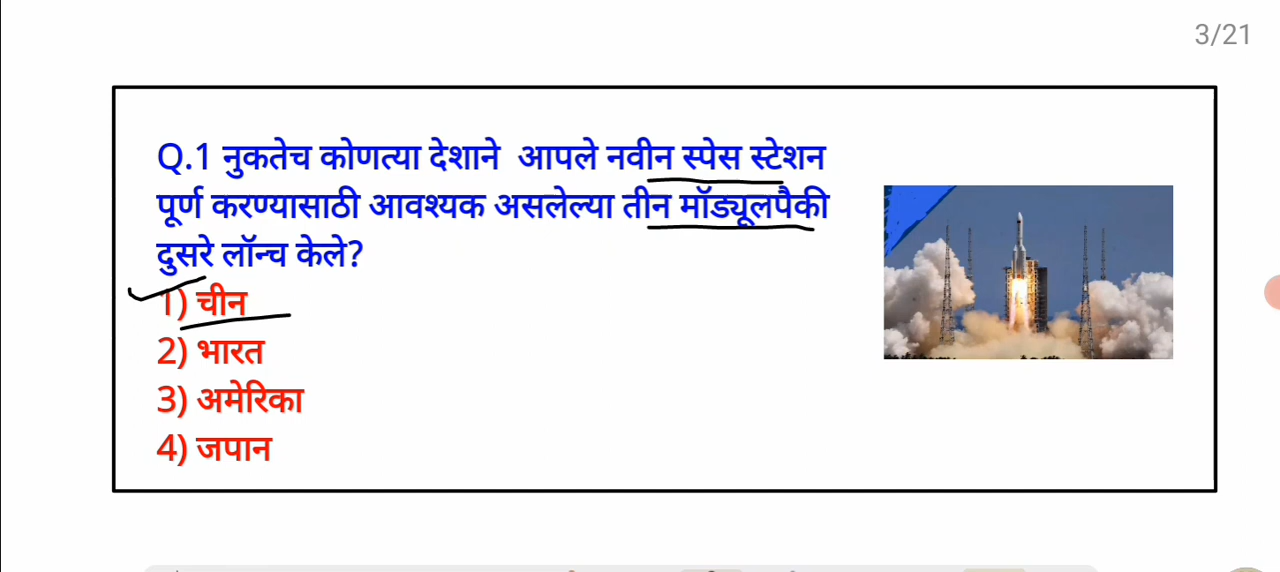 3/21
Q.1 नुकतेच कोणत्या देशाने आपले नवीन स्पेस स्टेशन
पूर्ण करण्यासाठी आवश्यक असलेल्या तीन मॉड्यूलपैकी
दुसरे लॉन्च केले?
1) चीन
2) भारत
3) अमेरिका
4) जपान